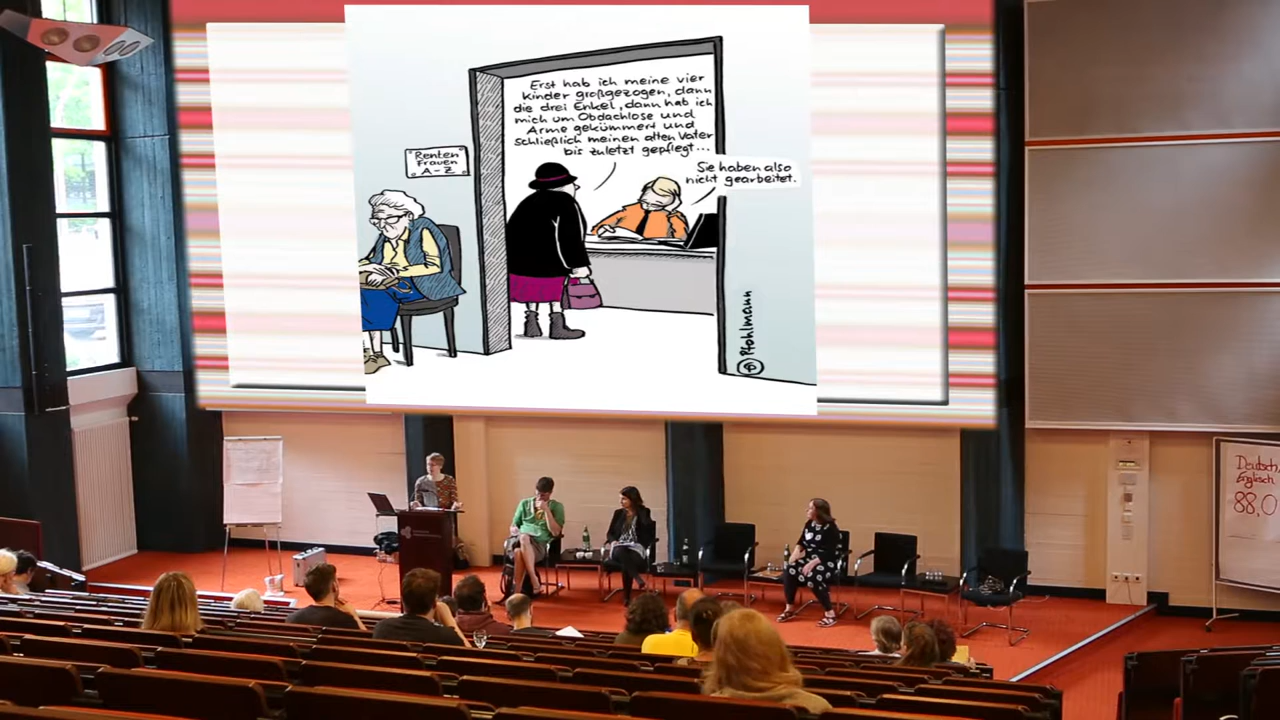 Erst hab ich meine vier
Kinder großgezogen, dann
die drei Enkel, dann hab ich
mich um Obdachlose und
Arme gekümmert und
schließlich meinen alten Vater
bis zuletzt gepflegt...
Sie haben also
nicht gearbeitet.
Renten
Frauen
A-Z
Pfohlmann
Deutsch
Englisch
88,0